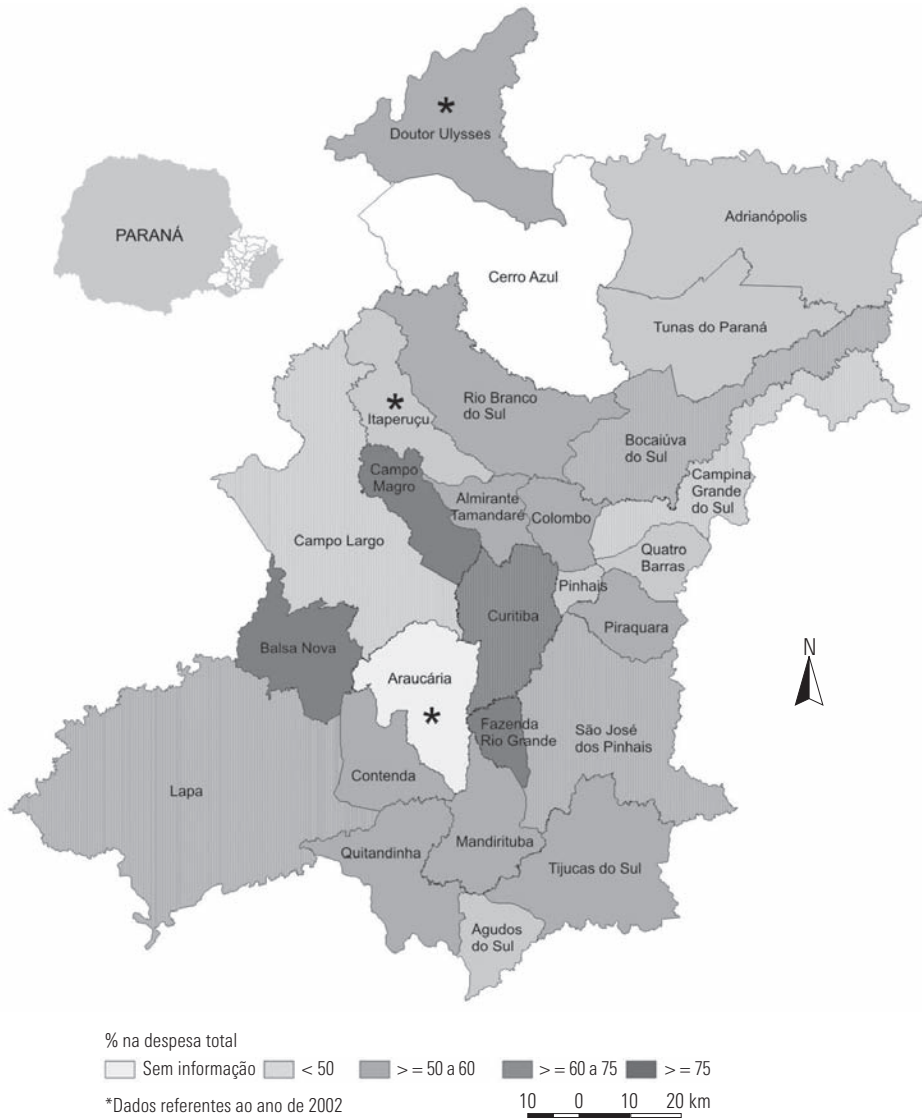 *
Doutor Ulysses
PARANÁ
Adrianópolis
Cerro Azul
Tunas do Paraná
Rio Branco
do Sul
*
Itaperuçu
Bocaiúva
do Sul
Campo
Magro
Campina
Grande
do Sul
Almirante
Tamandaré
Colombo
Campo Largo
Quatro
Barras
Pinhais
Curitiba
Piraquara
Balsa Nova
N
Araucária
*
Fazenda
Rio Grande
São José
dos Pinhais
Contenda
Lapa
Mandirituba
Quitandinha
Tijucas do Sul
Agudos
do Sul
% na despesa total
Sem informação < 50 > = 50 a 60 > = 60 a 75 > = 75
*Dados referentes ao ano de 2002
10 0 10 20 km